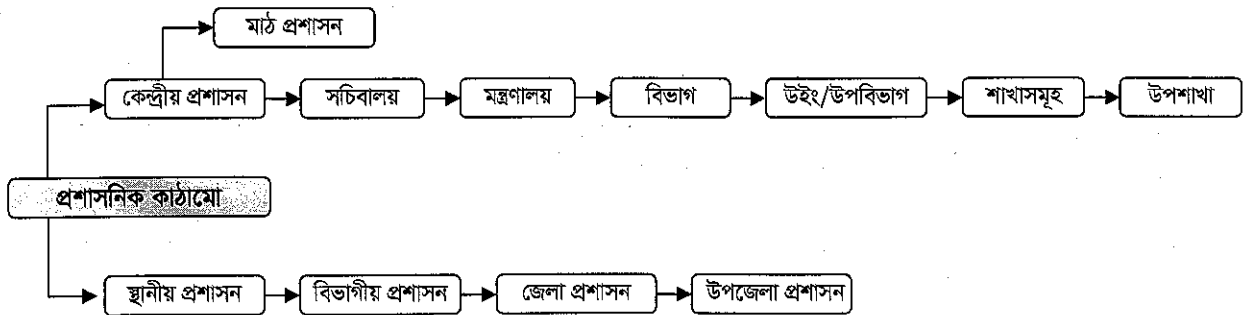 মাঠ প্রশাসন
কেন্দ্রীয় প্রশাসন সচিবালয় মন্ত্রণালয় বিভাগ উইং/উপবিভাগ শাখাসমূহ উপশাখা
প্রশাসনিক কাঠামো
স্থানীয় প্রশাসন বিভাগীয় প্রশাসন জেলা প্রশাসন উপজেলা প্রশাসন